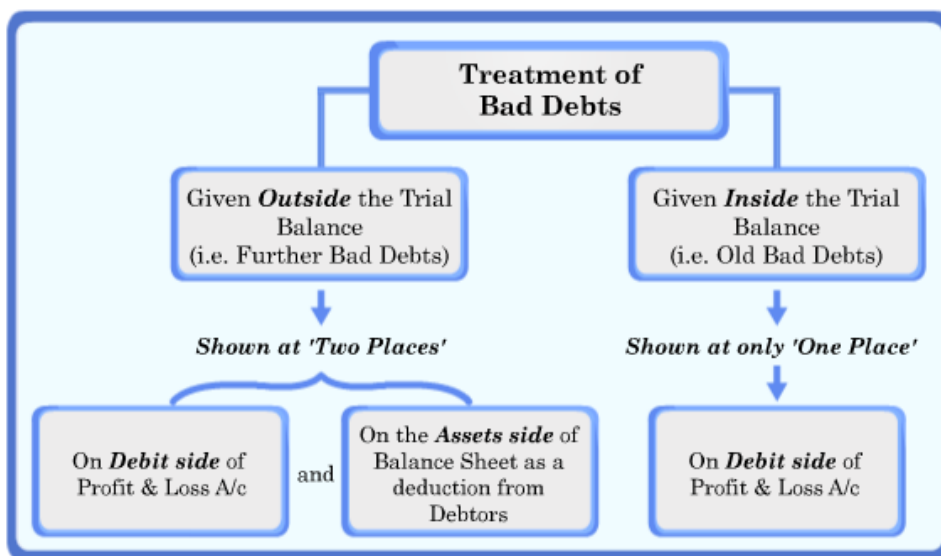 Treatment of
Bad Debts
Given Outside the Trial
Balance
(i.e. Further Bad Debts)
Given Inside the Trial
Balance
(i.e. Old Bad Debts)
Shown at 'Two Places'
Shown at only 'One Place'
On Debit side of
Profit & Loss A/c
and
On the Assets side of
Balance Sheet as a
deduction from
Debtors
On Debit side of
Profit & Loss A/c